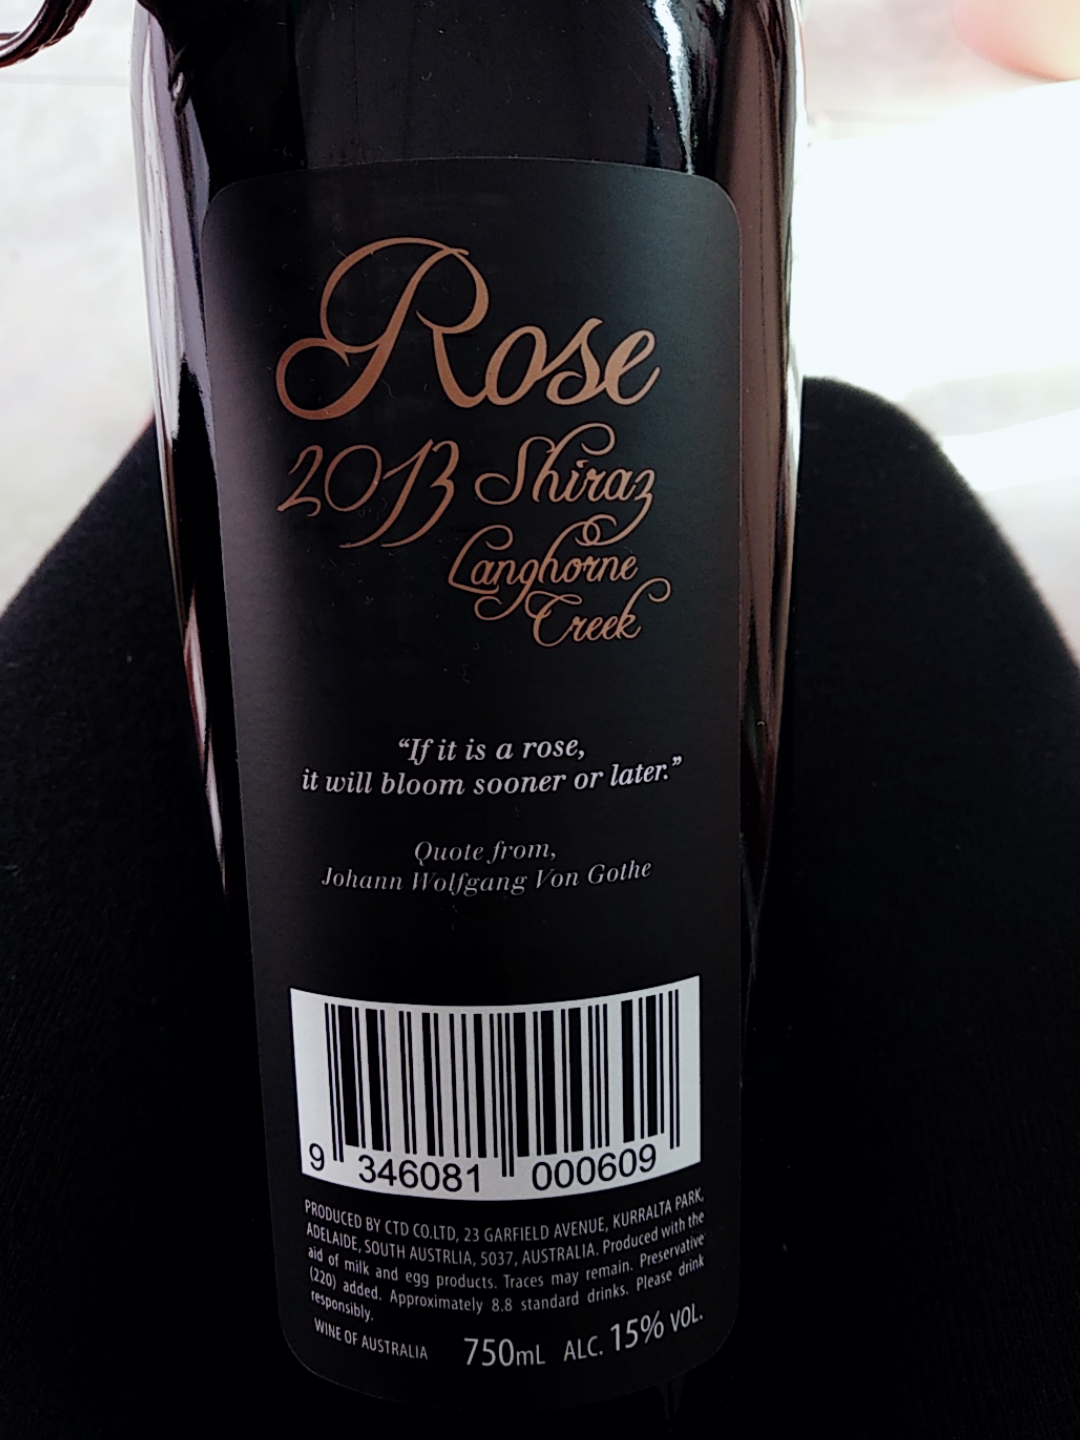 Rose
2013 Shiraz
Langhorne
Creek
“If it is a rose,
it will bloom sooner or later.”
Quote from,
Johann Wolfgang Von Gothe
9 346081 000609
PRODUCED BY CTD CO.LTD, 23 GARFIELD AVENUE, KURRALTA PARK,
ADELAIDE, SOUTH AUSTRLIA, 5037, AUSTRALIA. Produced with the
aid of milk and egg products. Traces may remain. Preservative
(220) added. Approximately 8.8 standard drinks. Please drink
responsibly.
WINE OF AUSTRALIA 750mL ALC. 15% VOL.